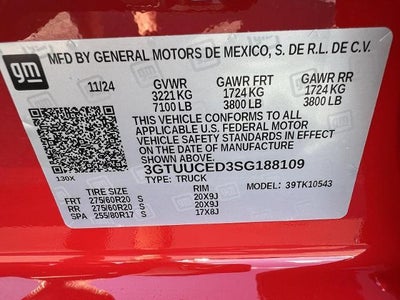 gm
MFD BY GENERAL MOTORS DE MEXICO, S. DE R.L. DE C.V.
11/24 GVWR GAWR FRT GAWR RR
3221 KG 1724 KG 1724 KG
7100 LB 3800 LB 3800 LB
THIS VEHICLE CONFORMS TO ALL
APPLICABLE U.S. FEDERAL MOTOR
VEHICLE SAFETY STANDARDS IN EFFECT ON
THE DATE OF MANUFACTURE SHOWN ABOVE.
3GTUUCED3SG188109
130X TYPE: TRUCK MODEL: 39TK10543
TIRE SIZE RIM
FRT 275/60R20 S 20X9J
RR 275/60R20 S 20X9J
SPA 255/80R17 S 17X8J